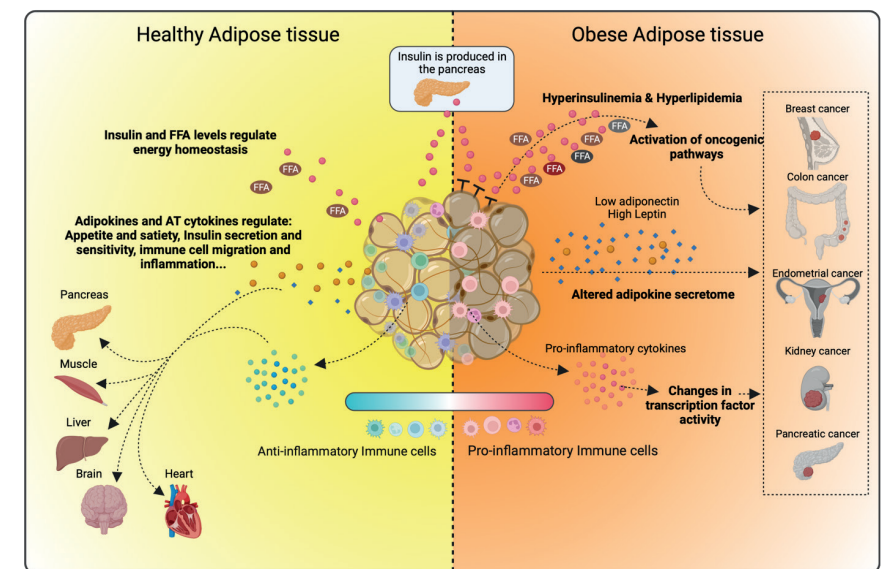 Healthy Adipose tissue
Obese Adipose tissue
Insulin is produced in
the pancreas
Insulin and FFA levels regulate
energy homeostasis
FFA
FFA
FFA
Adipokines and AT cytokines regulate:
Appetite and satiety, Insulin secretion and
sensitivity, immune cell migration and
inflammation...
Pancreas
Muscle
Liver
Brain
Heart
Anti-inflammatory Immune cells
Hyperinsulinemia & Hyperlipidemia
FFA
FFA
FFA
FFA
FFA
FFA
Activation of oncogenic
pathways
Low adiponectin
High Leptin
Altered adipokine secretome
Pro-inflammatory cytokines
Changes in
transcription factor
activity
Pro-inflammatory Immune cells
Breast cancer
Colon cancer
Endometrial cancer
Kidney cancer
Pancreatic cancer